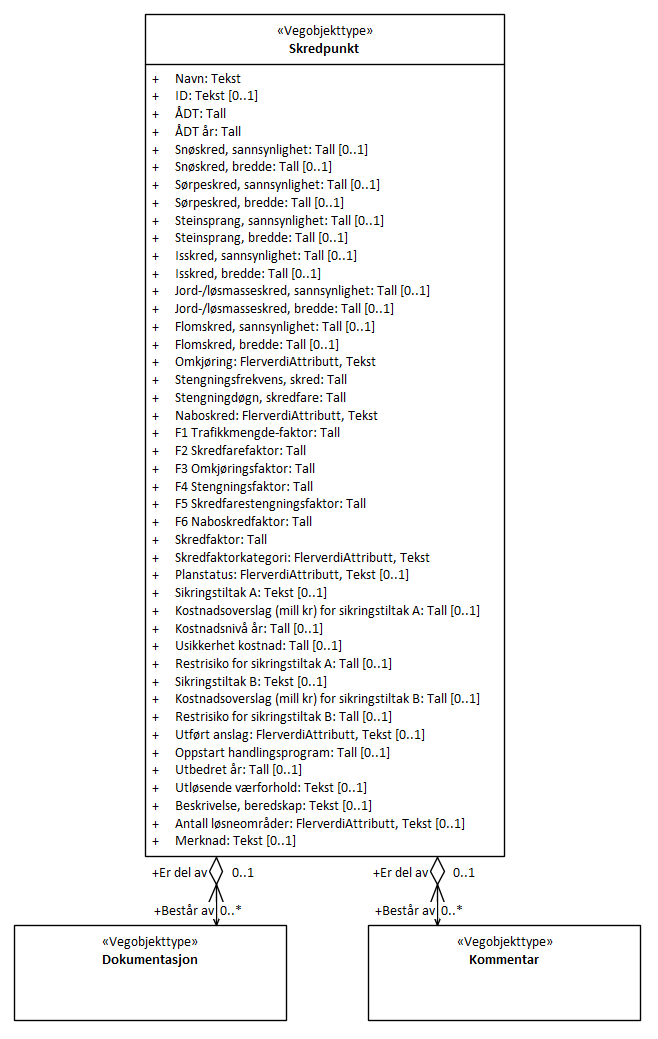 «Vegobjekttype»
Skredpunkt
+ Navn: Tekst
+ ID: Tekst [0..1]
+ ÅDT: Tall
+ ÅDT år: Tall
+ Snøskred, sannsynlighet: Tall [0..1]
+ Snøskred, bredde: Tall [0..1]
+ Sørpeskred, sannsynlighet: Tall [0..1]
+ Sørpeskred, bredde: Tall [0..1]
+ Steinsprang, sannsynlighet: Tall [0..1]
+ Steinsprang, bredde: Tall [0..1]
+ Isskred, sannsynlighet: Tall [0..1]
+ Isskred, bredde: Tall [0..1]
+ Jord-/løsmasseskred, sannsynlighet: Tall [0..1]
+ Jord-/løsmasseskred, bredde: Tall [0..1]
+ Flomskred, sannsynlighet: Tall [0..1]
+ Flomskred, bredde: Tall [0..1]
+ Omkjøring: FlerverdiAttributt, Tekst
+ Stengningsfrekvens, skred: Tall
+ Stengningdøgn, skredfare: Tall
+ Naboskred: FlerverdiAttributt, Tekst
+ F1 Trafikkmengde-faktor: Tall
+ F2 Skredfarefaktor: Tall
+ F3 Omkjøringsfaktor: Tall
+ F4 Stengningsfaktor: Tall
+ F5 Skredfarestengningsfaktor: Tall
+ F6 Naboskredfaktor: Tall
+ Skredfaktor: Tall
+ Skredfaktorkategori: FlerverdiAttributt, Tekst
+ Planstatus: FlerverdiAttributt, Tekst [0..1]
+ Sikringstiltak A: Tekst [0..1]
+ Kostnadsoverslag (mill kr) for sikringstiltak A: Tall [0..1]
+ Kostnadsnivå år: Tall [0..1]
+ Usikkerhet kostnad: Tall [0..1]
+ Restrisiko for sikringstiltak A: Tall [0..1]
+ Sikringstiltak B: Tekst [0..1]
+ Kostnadsoverslag (mill kr) for sikringstiltak B: Tall [0..1]
+ Restrisiko for sikringstiltak B: Tall [0..1]
+ Utført anslag: FlerverdiAttributt, Tekst [0..1]
+ Oppstart handlingsprogram: Tall [0..1]
+ Utbedret år: Tall [0..1]
+ Utløsende værforhold: Tekst [0..1]
+ Beskrivelse, beredskap: Tekst [0..1]
+ Antall løsneområder: FlerverdiAttributt, Tekst [0..1]
+ Merknad: Tekst [0..1]
+Er del av 0..1
+Består av 0..*
«Vegobjekttype»
Dokumentasjon
+Er del av 0..1
+Består av 0..*
«Vegobjekttype»
Kommentar